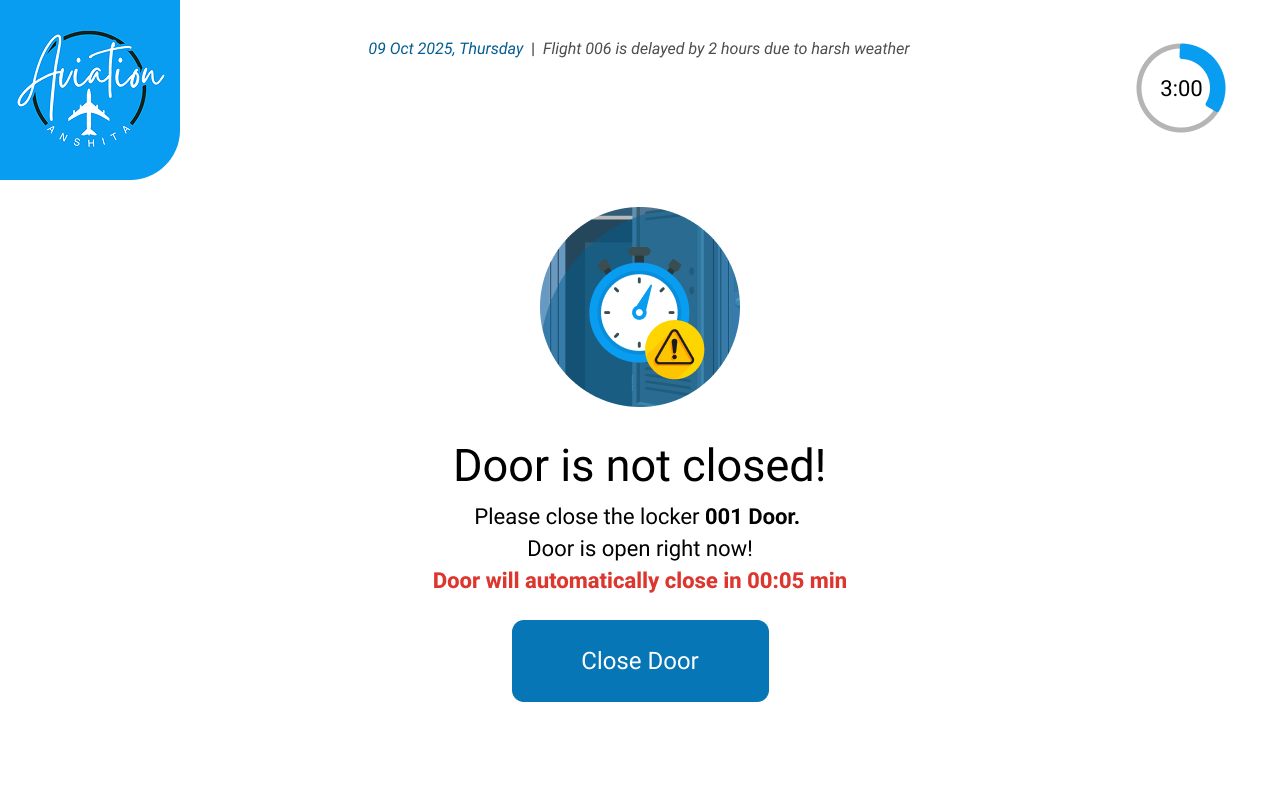 Aviation
ANSHITA
09 Oct 2025, Thursday | Flight 006 is delayed by 2 hours due to harsh weather
3:00
Door is not closed!
Please close the locker 001 Door.
Door is open right now!
Door will automatically close in 00:05 min
Close Door